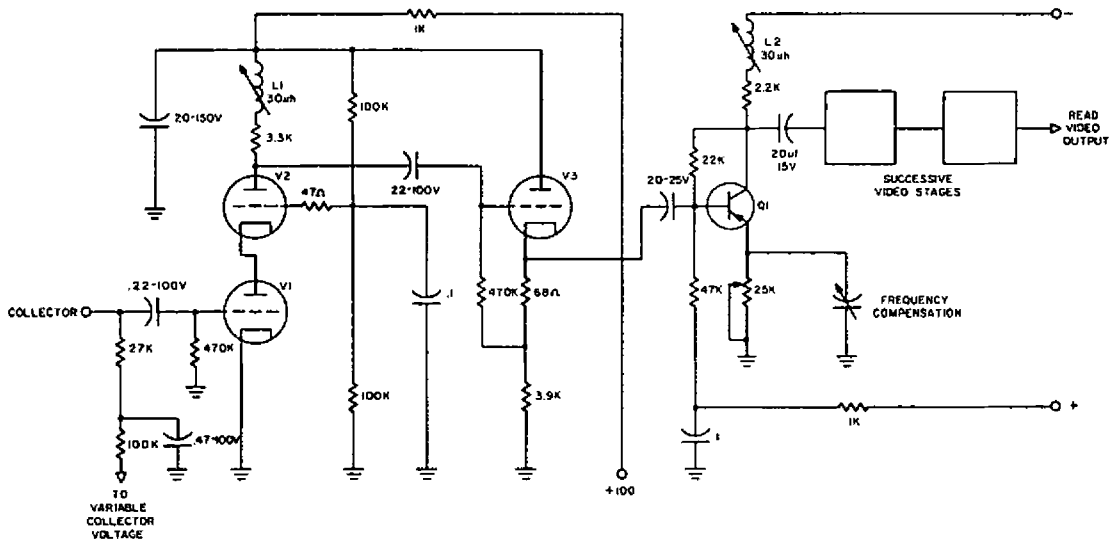 1K
L1
30uh
3.3K
20-150V
100K
V2
47Ω
22-100V
V3
L2
30uh
2.2K
22K
20uf
15V
SUCCESSIVE
VIDEO STAGES
READ
VIDEO
OUTPUT
20-25V
Q1
COLLECTOR
.22-100V
V1
27K
470K
.1
470K
68Ω
47K
25K
FREQUENCY
COMPENSATION
100K
3.9K
100K
.47-100V
1K
+
-
+100
TO
VARIABLE
COLLECTOR
VOLTAGE